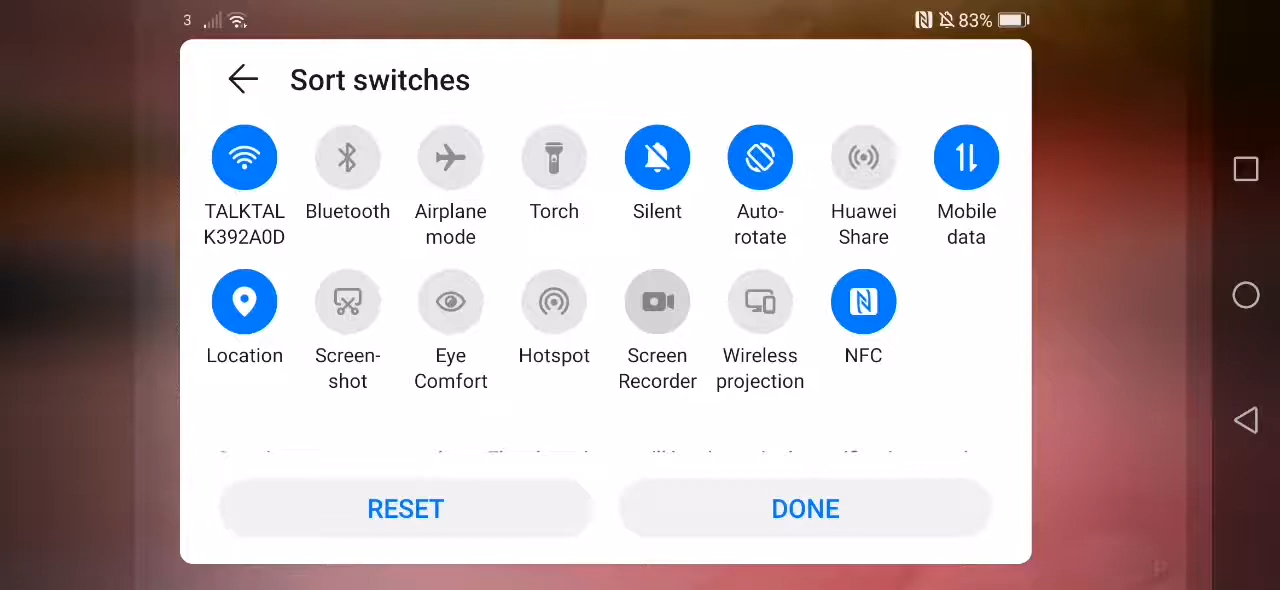 3 83%
Sort switches
TALKTAL Bluetooth Airplane Torch Silent Auto- Huawei Mobile
K392A0D mode rotate Share data
Location Screen- Eye Hotspot Screen Wireless NFC
shot Comfort Recorder projection
RESET DONE